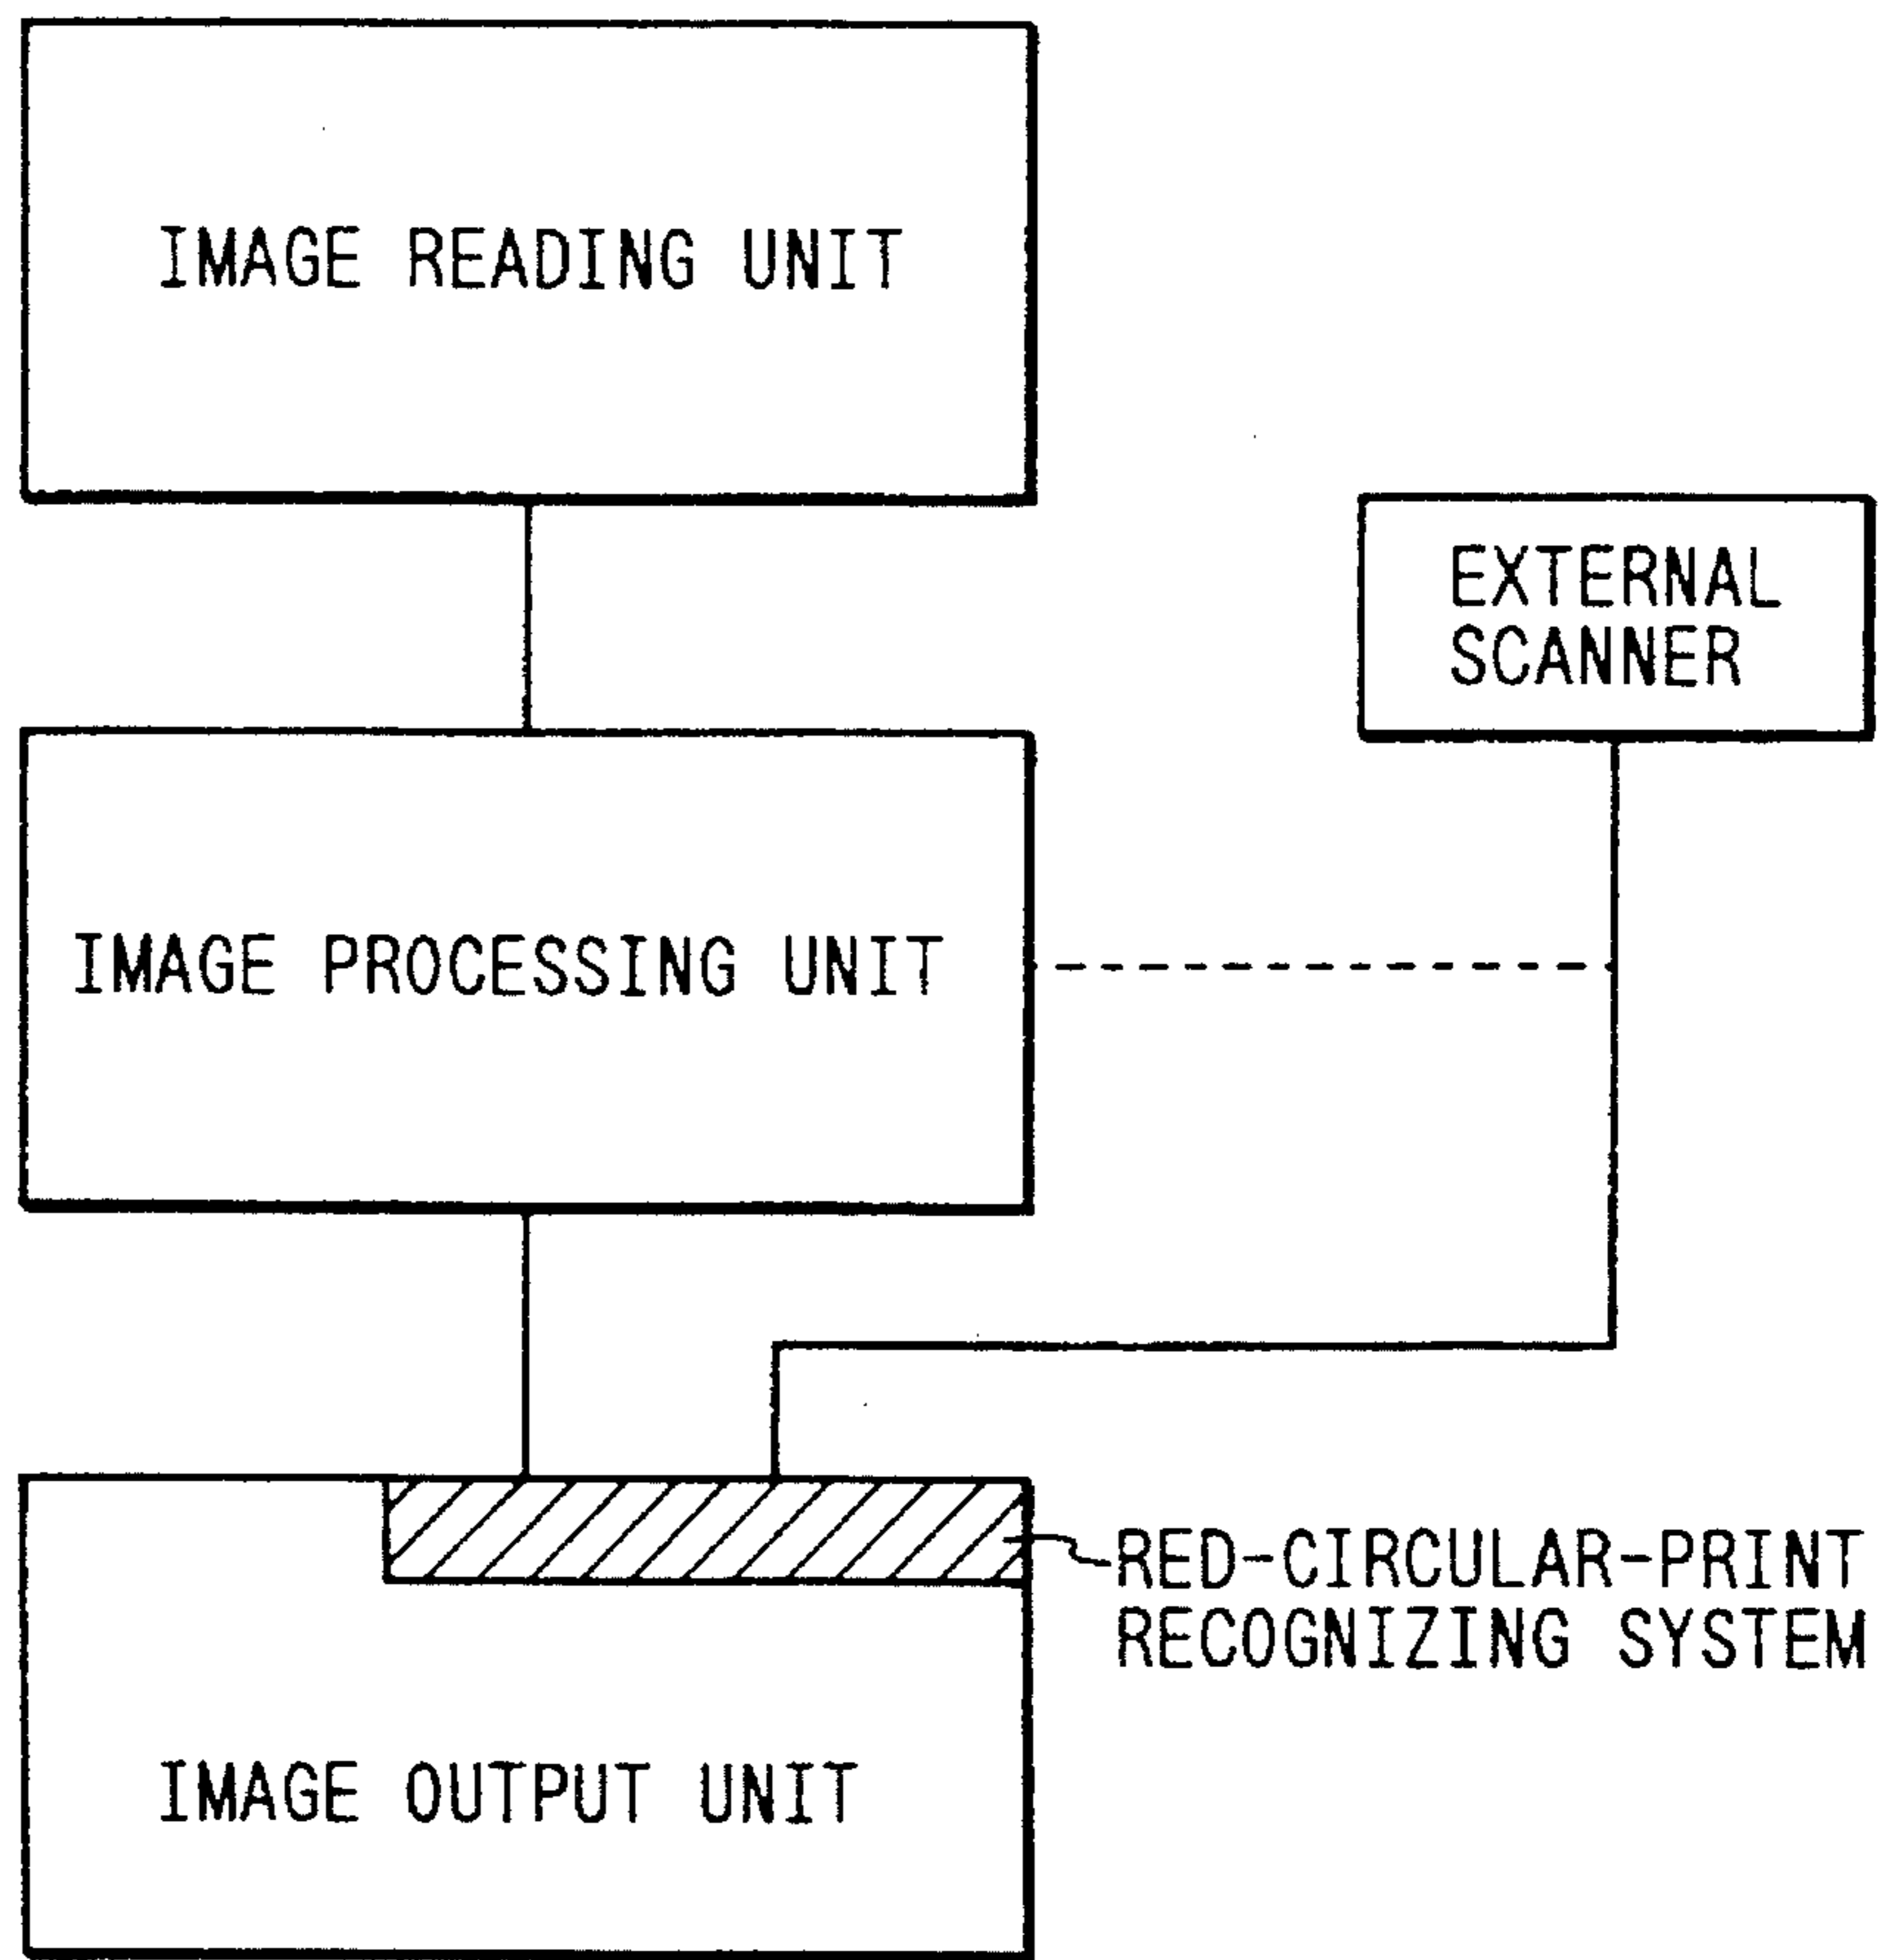 IMAGE READING UNIT
EXTERNAL
SCANNER
IMAGE PROCESSING UNIT
RED-CIRCULAR-PRINT
RECOGNIZING SYSTEM
IMAGE OUTPUT UNIT